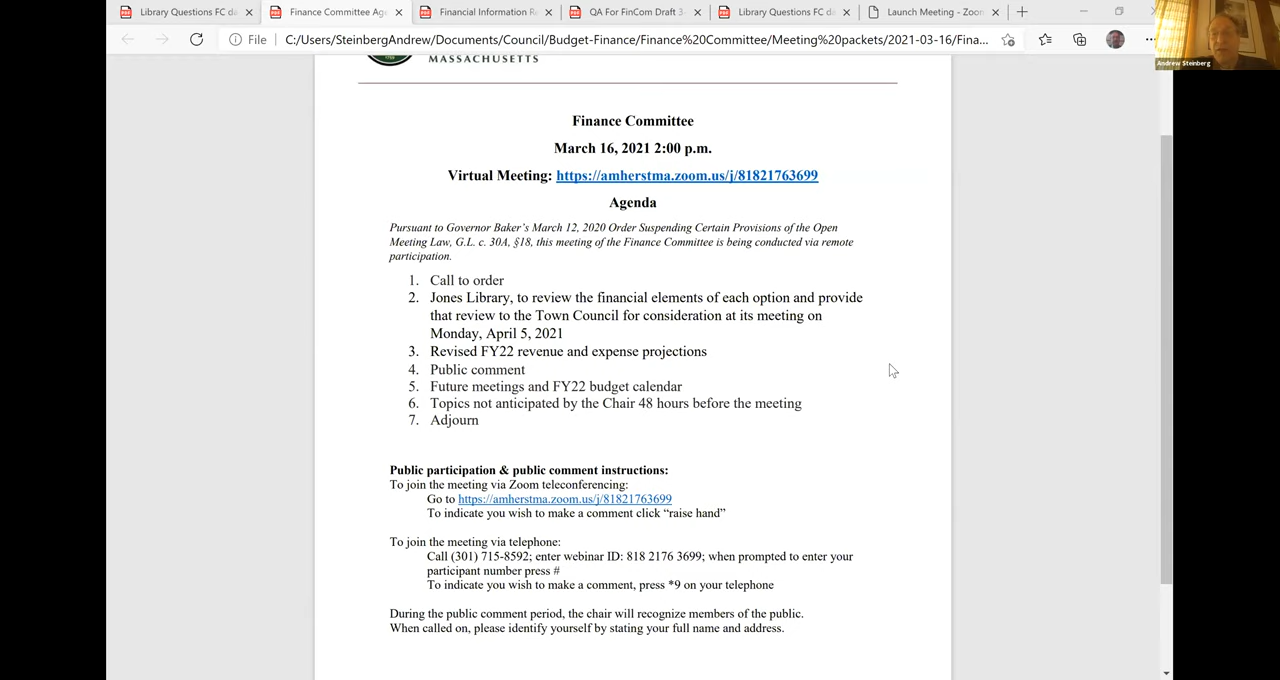 Library Questions FC da
Finance Committee Age
Financial Information Re
QA For FinCom Draft 3-
Library Questions FC da
Launch Meeting - Zoom
File
C:/Users/SteinbergAndrew/Documents/Council/Budget-Finance/Finance%20Committee/Meeting%20packets/2021-03-16/Fina...
Andrew Steinberg
MASSACHUSETTS
Finance Committee
March 16, 2021 2:00 p.m.
Virtual Meeting: https://amherstma.zoom.us/j/81821763699
Agenda
Pursuant to Governor Baker's March 12, 2020 Order Suspending Certain Provisions of the Open
Meeting Law, G.L. c. 30A, §18, this meeting of the Finance Committee is being conducted via remote
participation.
1. Call to order
2. Jones Library, to review the financial elements of each option and provide
that review to the Town Council for consideration at its meeting on
Monday, April 5, 2021
3. Revised FY22 revenue and expense projections
4. Public comment
5. Future meetings and FY22 budget calendar
6. Topics not anticipated by the Chair 48 hours before the meeting
7. Adjourn
Public participation & public comment instructions:
To join the meeting via Zoom teleconferencing:
Go to https://amherstma.zoom.us/j/81821763699
To indicate you wish to make a comment click “raise hand”
To join the meeting via telephone:
Call (301) 715-8592; enter webinar ID: 818 2176 3699; when prompted to enter your
participant number press #
To indicate you wish to make a comment, press *9 on your telephone
During the public comment period, the chair will recognize members of the public.
When called on, please identify yourself by stating your full name and address.